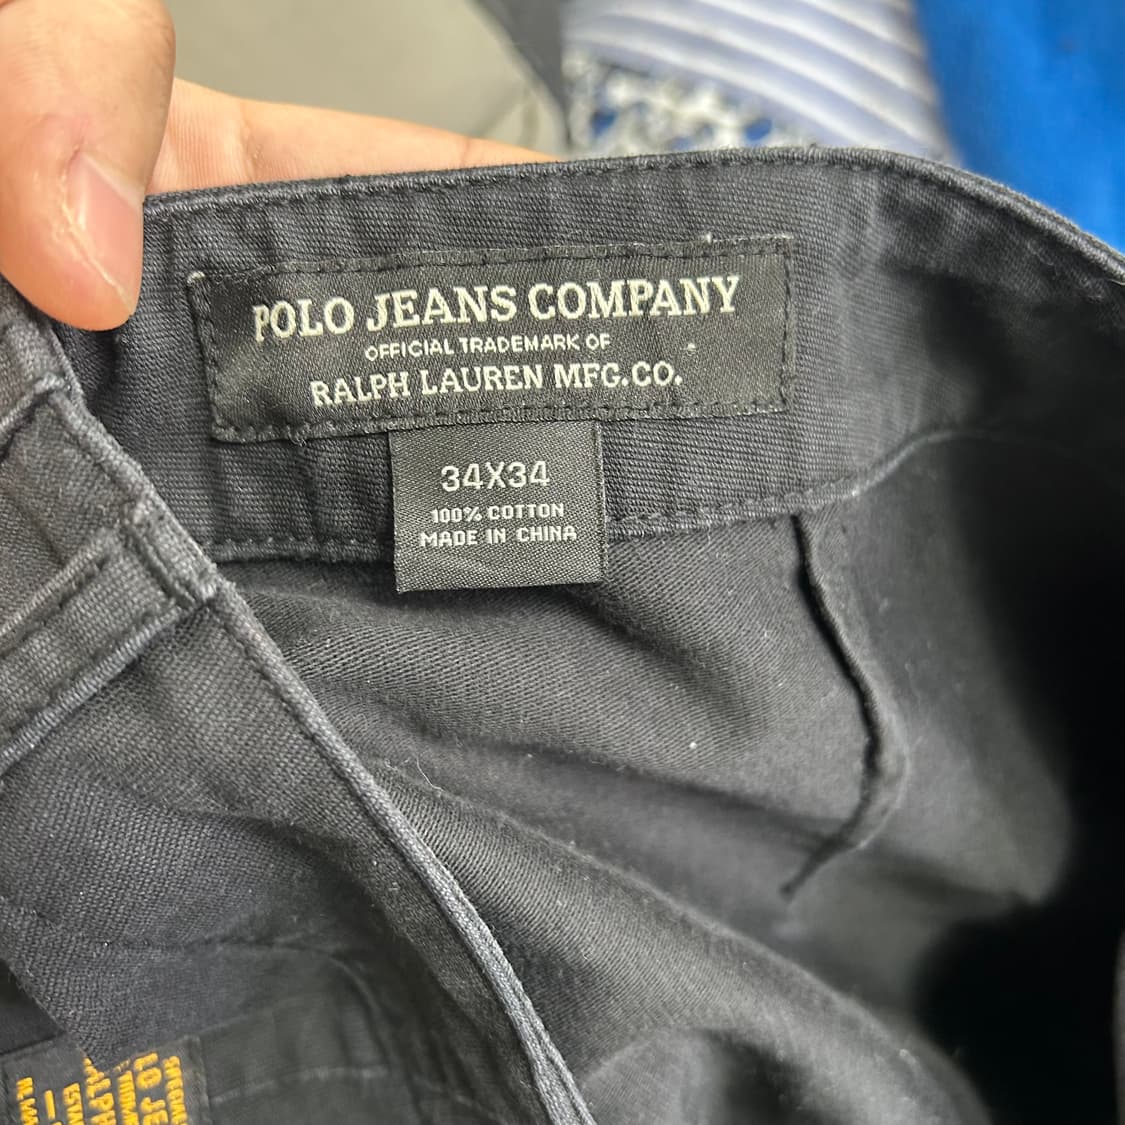 POLO JEANS COMPANY
OFFICIAL TRADEMARK OF
RALPH LAUREN MFG.CO.
34X34
100% COTTON
MADE IN CHINA